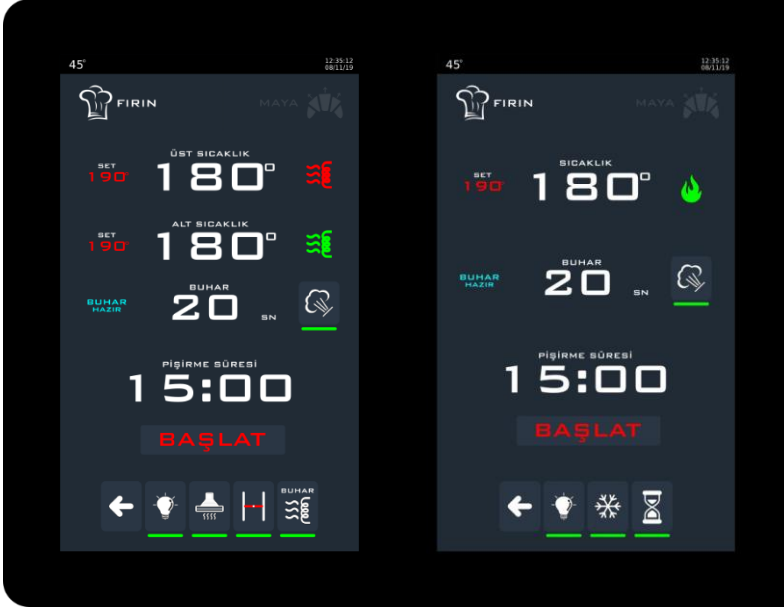 45°
12:35:12
08/11/19
FIRIN
MAYA
ÜST SICAKLIK
SET
190°
180°
ALT SICAKLIK
SET
190°
180°
BUHAR
BUHAR
HAZIR
20
SN
PİŞİRME SÜRESİ
15:00
BAŞLAT
BUHAR
45°
12:35:12
08/11/19
FIRIN
MAYA
SICAKLIK
SET
190°
180°
BUHAR
BUHAR
HAZIR
20
SN
PİŞİRME SÜRESİ
15:00
BAŞLAT